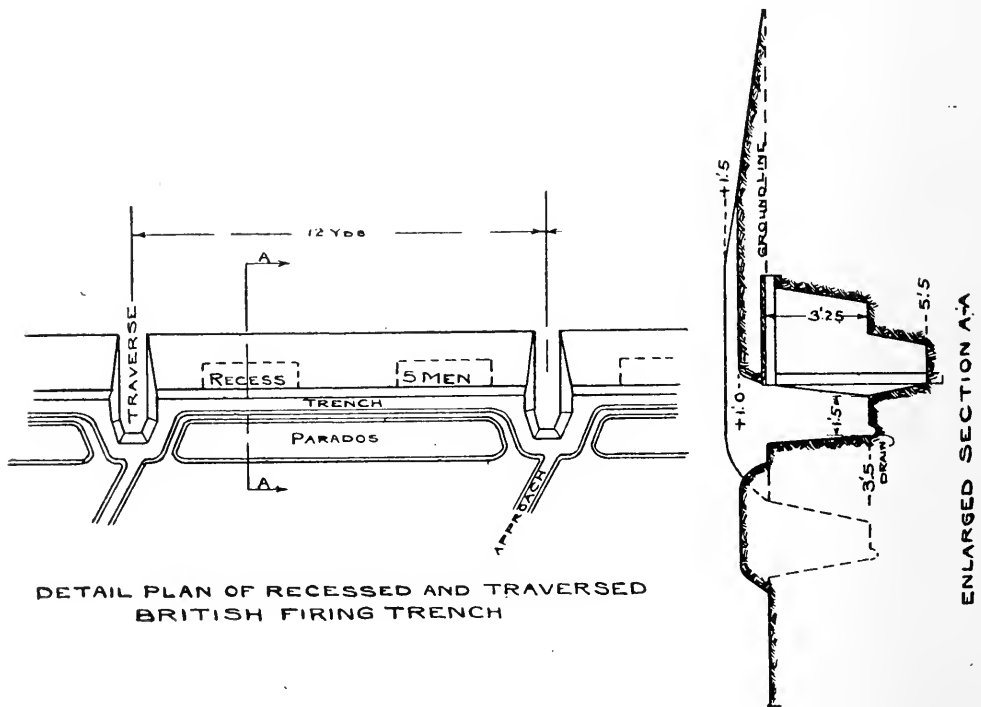 12 YDS
A
A
TRAVERSE
RECESS
5 MEN
TRENCH
PARADOS
APPROACH
DETAIL PLAN OF RECESSED AND TRAVERSED
BRITISH FIRING TRENCH
+1'.5
GROUND LINE
3'.25
5'.5
+1'.0
1'.5
3'.5
DRAIN
ENLARGED SECTION A-A